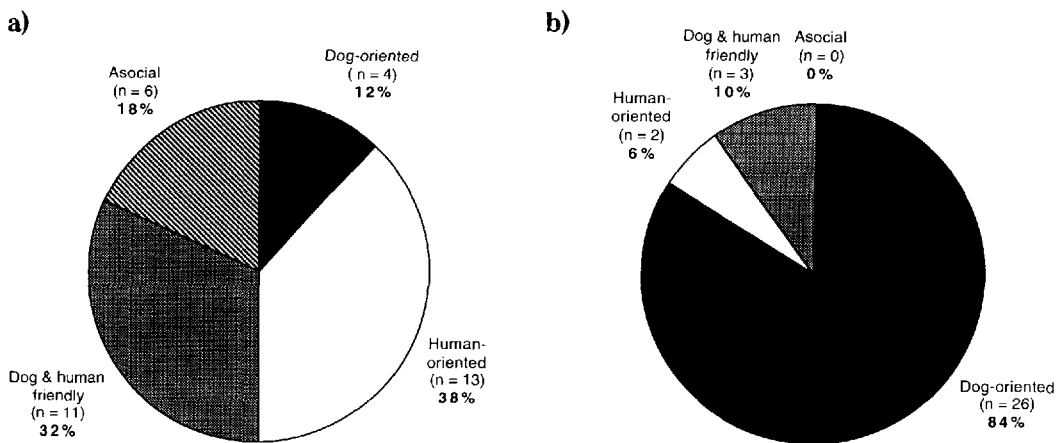 a)
Asocial
(n = 6)
18%
Dog-oriented
( n = 4)
12%
Human-
oriented
(n = 13)
38%
Dog & human
friendly
(n = 11)
32%
b)
Dog & human
friendly
(n = 3)
10%
Asocial
(n = 0)
0%
Human-
oriented
(n = 2)
6%
Dog-oriented
(n = 26)
84%